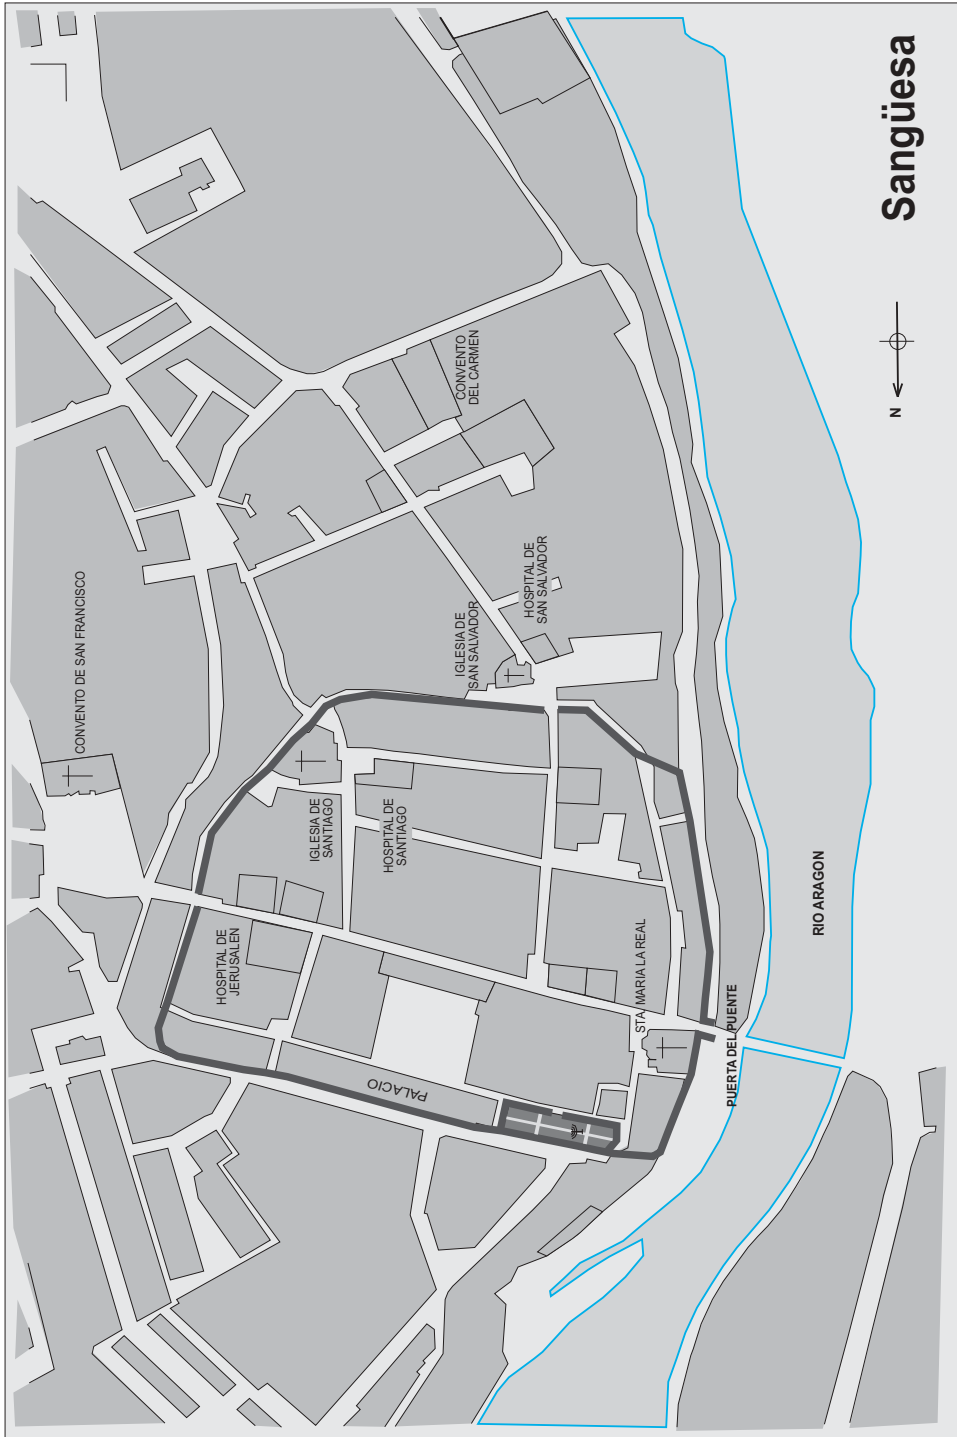 Sangüesa
N
CONVENTO
DEL CARMEN
HOSPITAL DE
SAN SALVADOR
IGLESIA DE
SAN SALVADOR
CONVENTO DE SAN FRANCISCO
IGLESIA DE
SANTIAGO
HOSPITAL DE
SANTIAGO
HOSPITAL DE
JERUSALEN
STA. MARIA LA REAL
PUERTA DEL PUENTE
RIO ARAGON
PALACIO